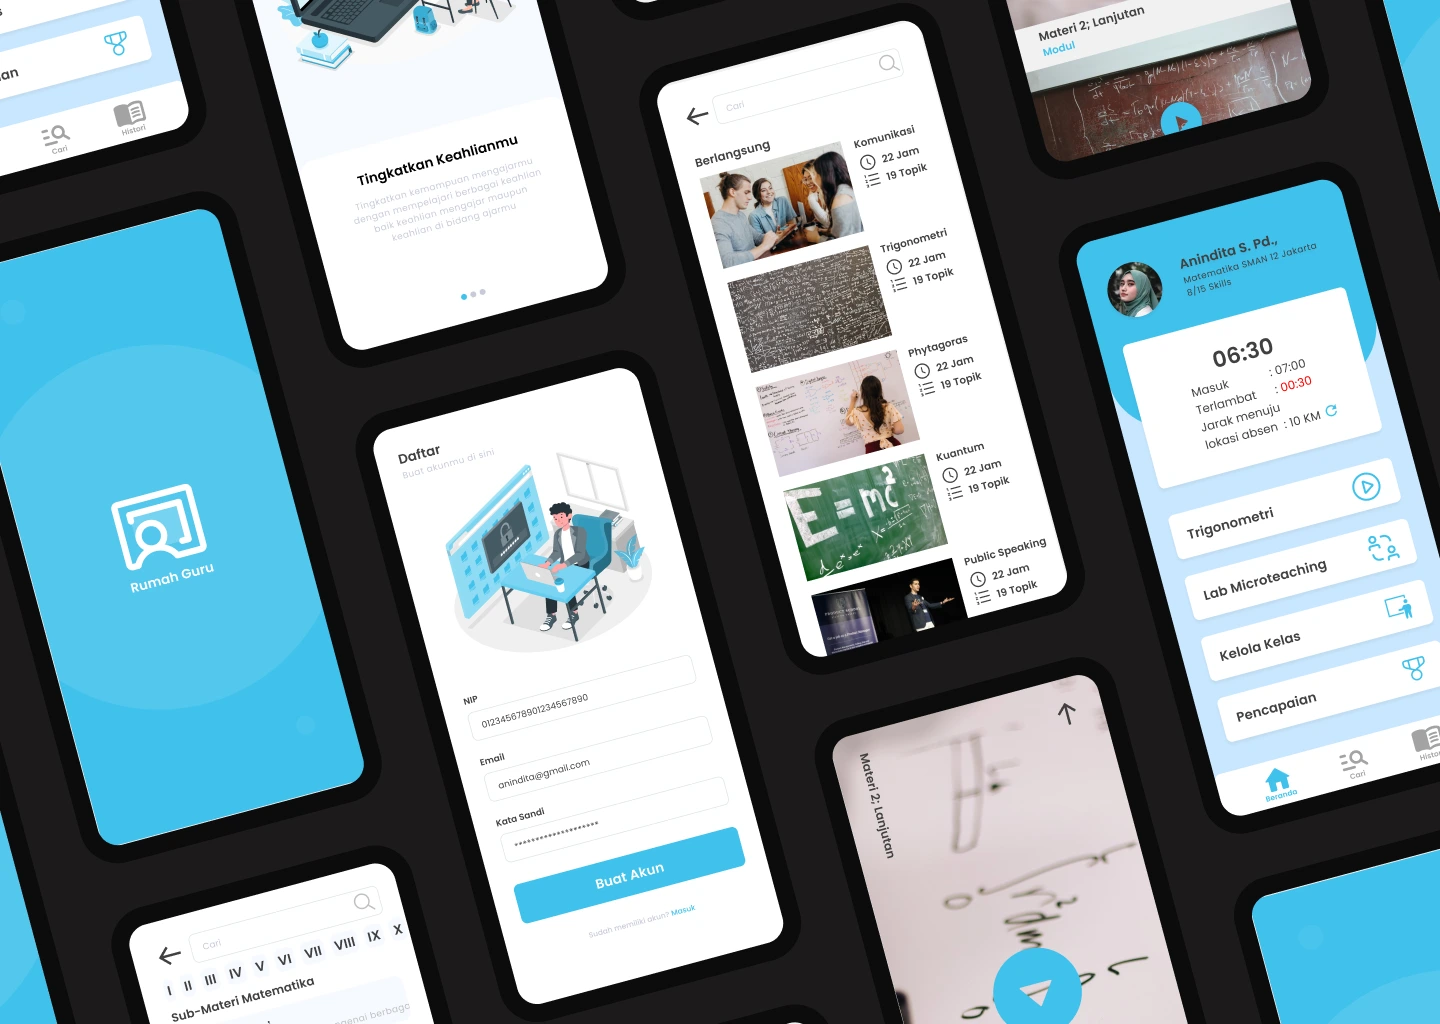 an
Cari
Histori
Tingkatkan Keahlianmu
Tingkatkan kemampuan mengajarmu
dengan mempelajari berbagai keahlian
baik keahlian mengajar maupun
keahlian di bidang ajarmu
Rumah Guru
Daftar
Buat akunmu di sini
NIP
012345678901234567890
Email
anindita@gmail.com
Kata Sandi
********************
Buat Akun
Sudah memiliki akun? Masuk
Cari
I II III IV V VI VII VIII IX X
Sub-Materi Matematika
Cari
Berlangsung
Komunikasi
22 Jam
19 Topik
Trigonometri
22 Jam
19 Topik
Phytagoras
22 Jam
19 Topik
Kuantum
22 Jam
19 Topik
E=mc²
Public Speaking
22 Jam
19 Topik
Materi 2; Lanjutan
Modul
Materi 2; Lanjutan
Anindita S. Pd.,
Matematika SMAN 12 Jakarta
8/15 Skills
06:30
Masuk : 07:00
Terlambat : 00:30
Jarak menuju
lokasi absen : 10 KM
Trigonometri
Lab Microteaching
Kelola Kelas
Pencapaian
Beranda
Cari
Histor